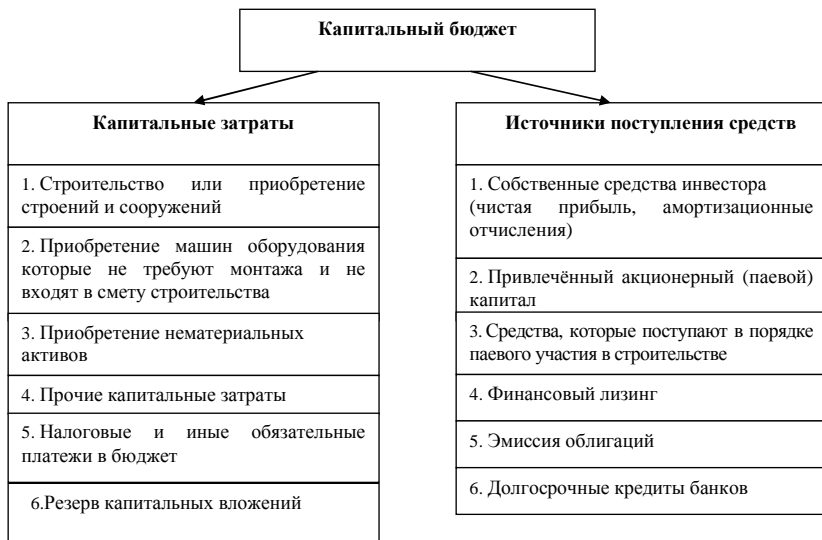 Капитальный бюджет
Капитальные затраты
1. Строительство или приобретение
строений и сооружений
2. Приобретение машин оборудования
которые не требуют монтажа и не
входят в смету строительства
3. Приобретение нематериальных
активов
4. Прочие капитальные затраты
5. Налоговые и иные обязательные
платежи в бюджет
6.Резерв капитальных вложений
Источники поступления средств
1. Собственные средства инвестора
(чистая прибыль, амортизационные
отчисления)
2. Привлечённый акционерный (паевой)
капитал
3. Средства, которые поступают в порядке
паевого участия в строительстве
4. Финансовый лизинг
5. Эмиссия облигаций
6. Долгосрочные кредиты банков